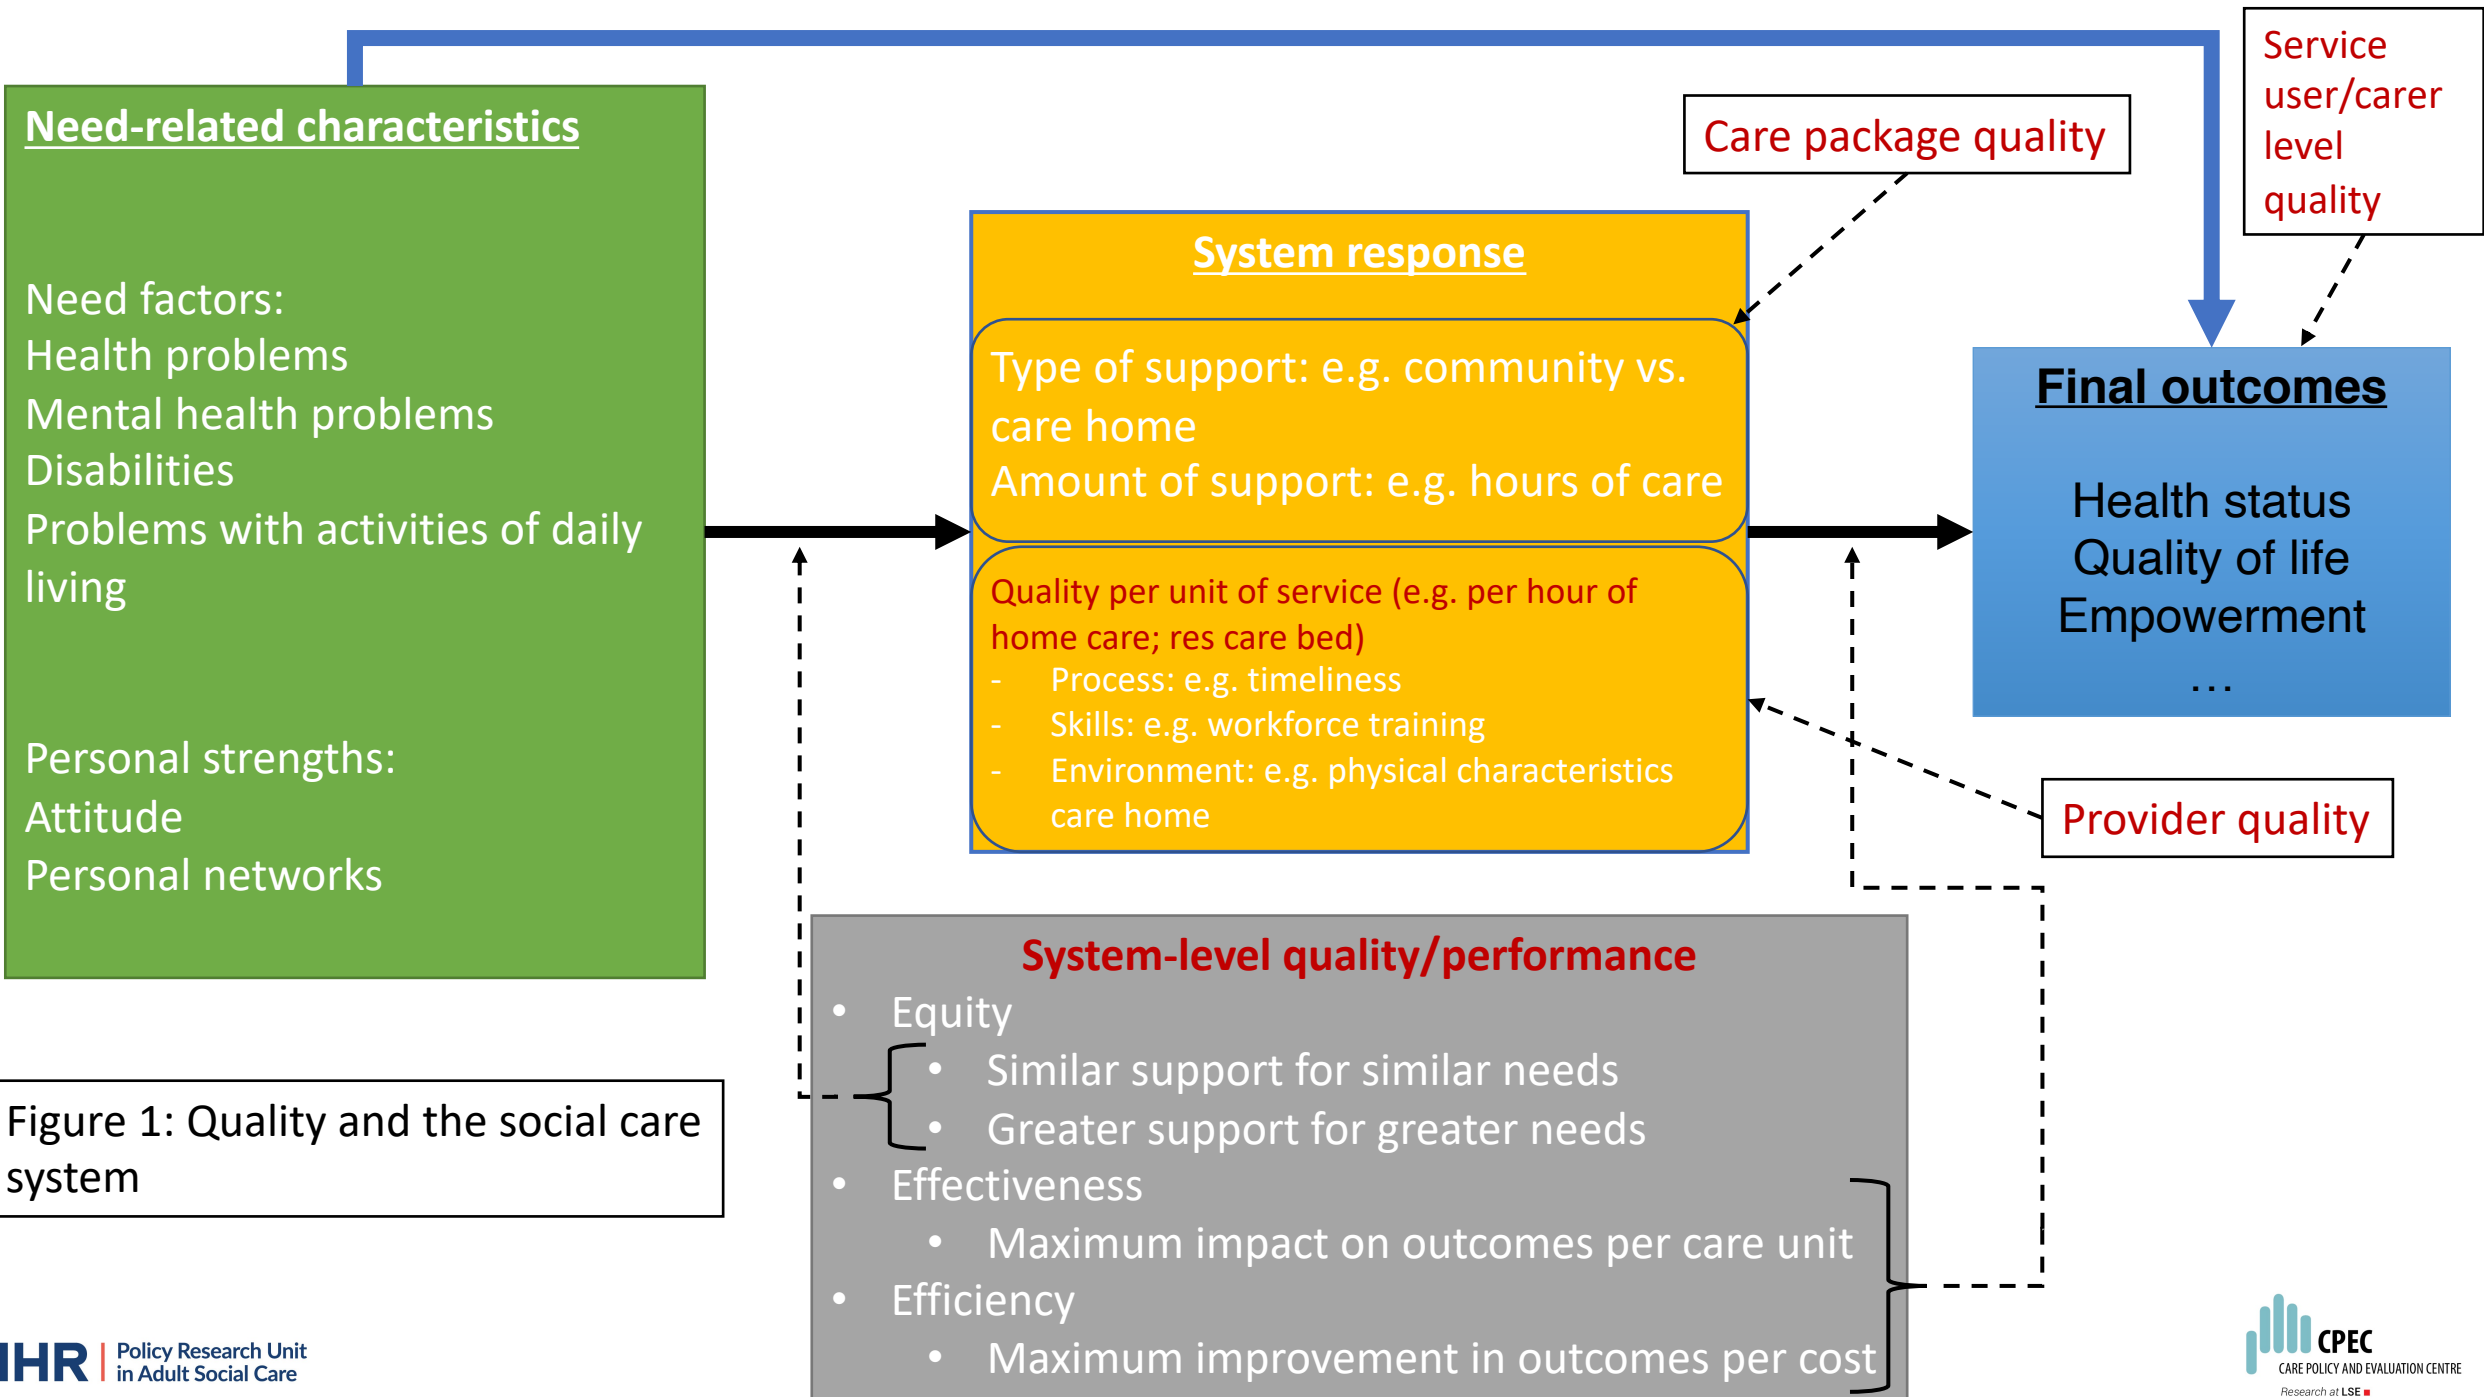 Need-related characteristics
Need factors:
Health problems
Mental health problems
Disabilities
Problems with activities of daily
living
Personal strengths:
Attitude
Personal networks
System response
Type of support: e.g. community vs.
care home
Amount of support: e.g. hours of care
Quality per unit of service (e.g. per hour of
home care; res care bed)
- Process: e.g. timeliness
- Skills: e.g. workforce training
- Environment: e.g. physical characteristics
care home
Care package quality
Service
user/carer
level
quality
Final outcomes
Health status
Quality of life
Empowerment
…
Provider quality
System-level quality/performance
• Equity
• Similar support for similar needs
• Greater support for greater needs
• Effectiveness
• Maximum impact on outcomes per care unit
• Efficiency
• Maximum improvement in outcomes per cost
Figure 1: Quality and the social care
system
IHR | Policy Research Unit
in Adult Social Care
CPEC
CARE POLICY AND EVALUATION CENTRE
Research at LSE